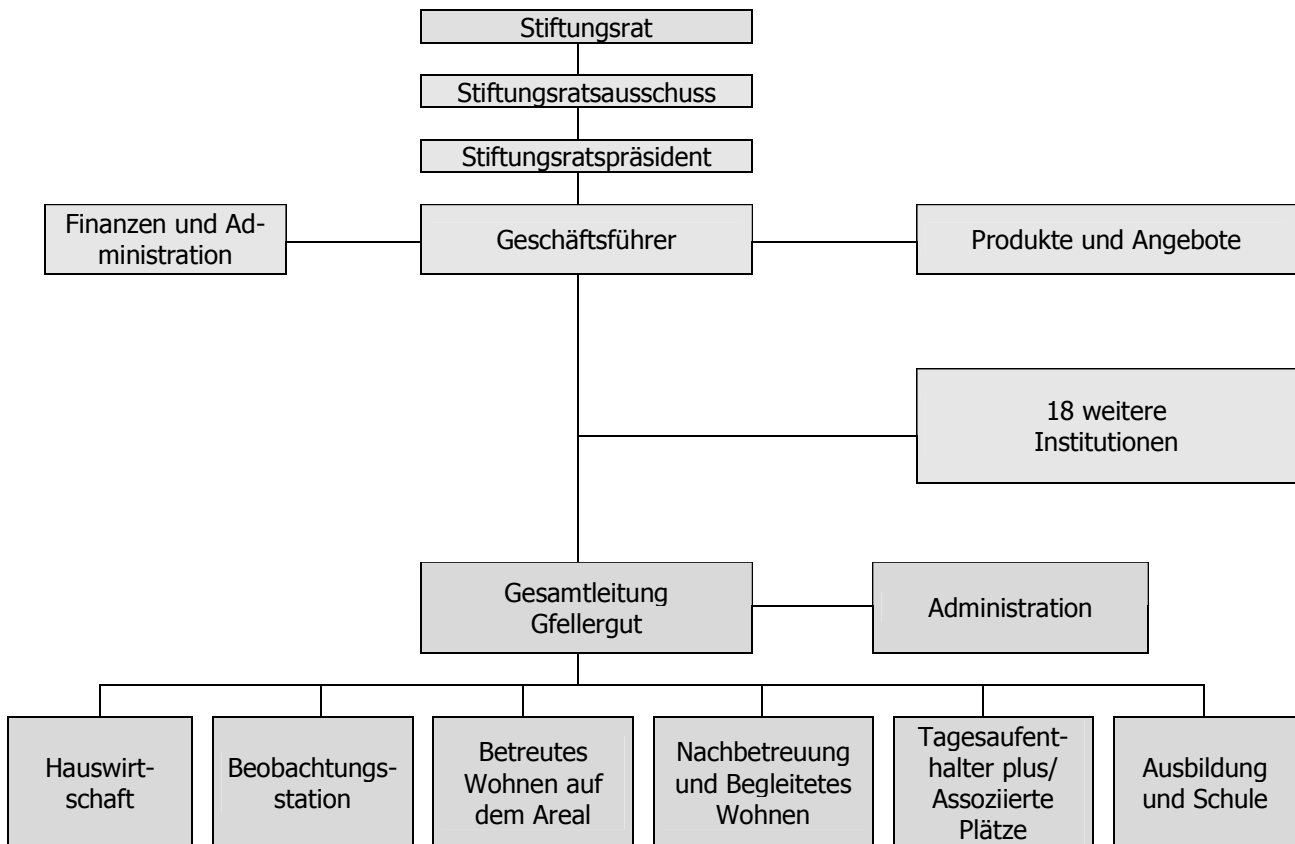 Stiftungsrat
Stiftungsratsausschuss
Stiftungsratspräsident
Finanzen und Ad-
ministration
Geschäftsführer
Produkte und Angebote
18 weitere
Institutionen
Gesamtleitung
Gfellergut
Administration
Hauswirt-
schaft
Beobachtungs-
station
Betreutes
Wohnen auf
dem Areal
Nachbetreuung
und Begleitetes
Wohnen
Tagesaufent-
halter plus/
Assoziierte
Plätze
Ausbildung
und Schule